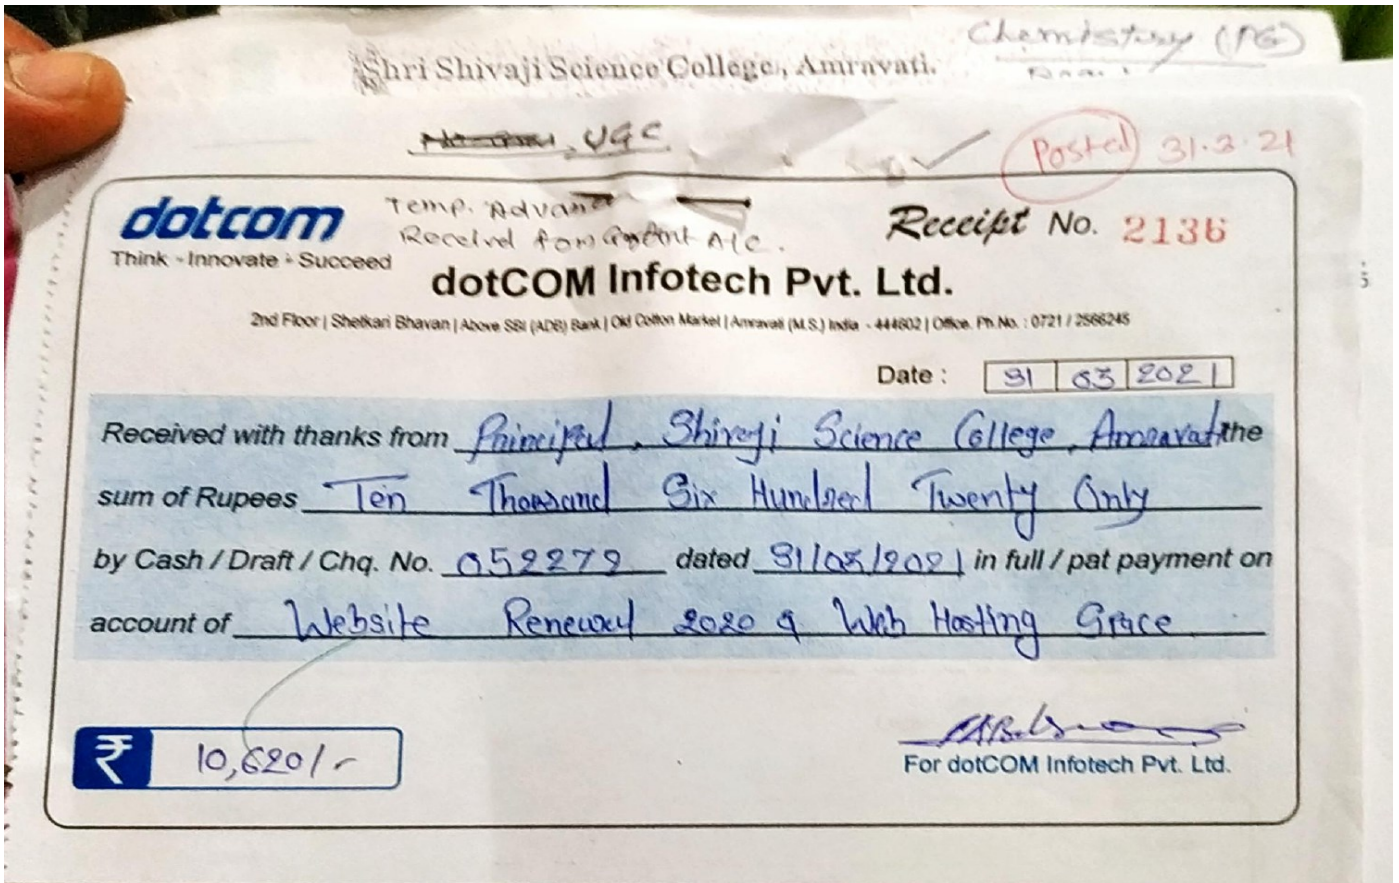 Chemistry (PG)
Shri Shivaji Science College, Amravati.
UGC
Posted 31.3.21
dotcom
Think - Innovate - Succeed
Temp. Advance
Received from A/c.
Receipt No. 2136
dotCOM Infotech Pvt. Ltd.
2nd Floor | Shetkari Bhavan | Above SBI (ADB) Bank | Old Cotton Market | Amravati (M.S.) India - 444602 | Office. Ph.No. : 0721 / 2566245
Date : 31 03 2021
Received with thanks from Principal, Shivaji Science College, Amravati the
sum of Rupees Ten Thousand Six Hundred Twenty Only
by Cash / Draft / Chq. No. 052279 dated 31/03/2021 in full / pat payment on
account of Website Renewal 2020 & Web Hosting Grace
₹ 10,620/-
For dotCOM Infotech Pvt. Ltd.